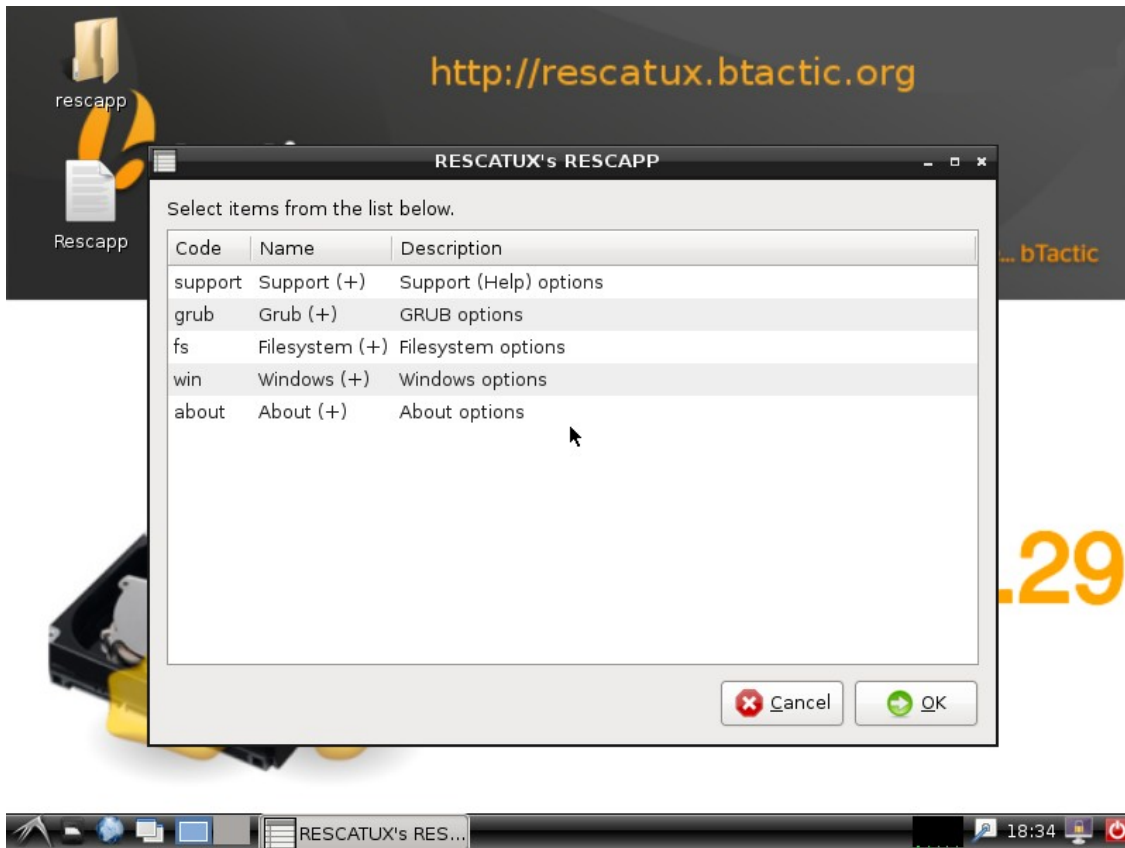 http://rescatux.btactic.org
rescapp
Rescapp
... bTactic
RESCATUX's RESCAPP
Select items from the list below.
Code Name Description
support Support (+) Support (Help) options
grub Grub (+) GRUB options
fs Filesystem (+) Filesystem options
win Windows (+) Windows options
about About (+) About options
.29
Cancel OK
RESCATUX's RES... 18:34